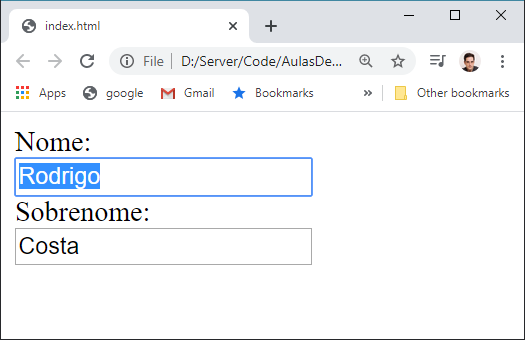 index.html
File | D:/Server/Code/AulasDe...
Apps google Gmail Bookmarks » Other bookmarks
Nome:
Rodrigo
Sobrenome:
Costa